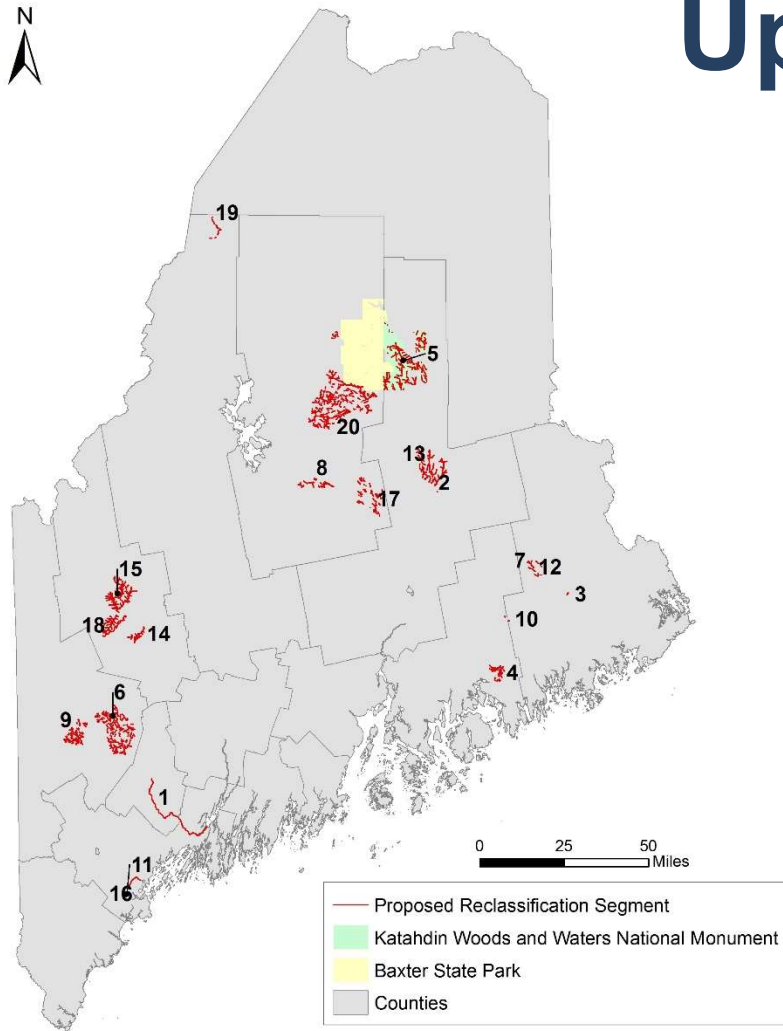 Up
N
19
5
20
13
2
8
17
15
7
12
3
18
14
10
4
6
9
1
11
16
0 25 50
Miles
Proposed Reclassification Segment
Katahdin Woods and Waters National Monument
Baxter State Park
Counties